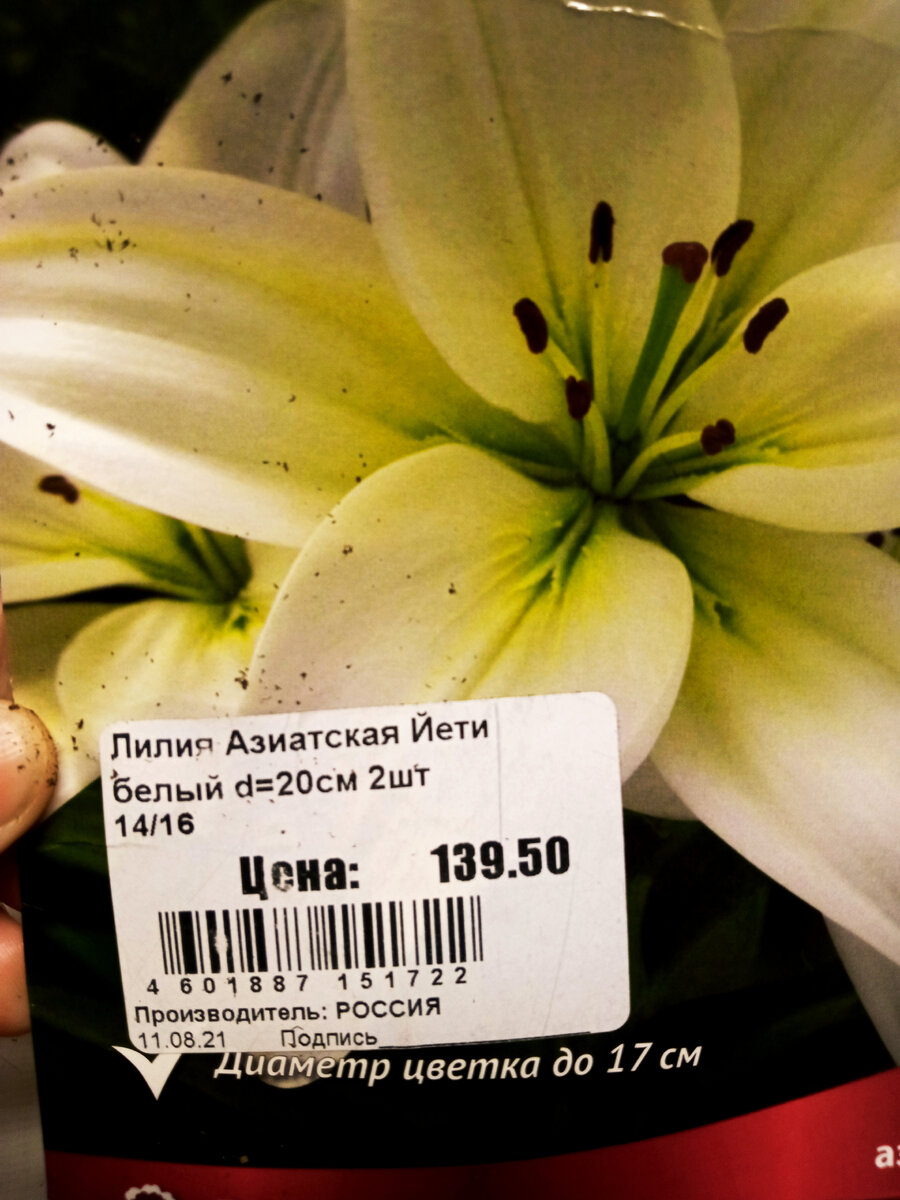 Лилия Азиатская Йети
белый d=20см 2шт
14/16
Цена: 139.50
4 601887 151722
Производитель: РОССИЯ
11.08.21 Подпись
Диаметр цветка до 17 см